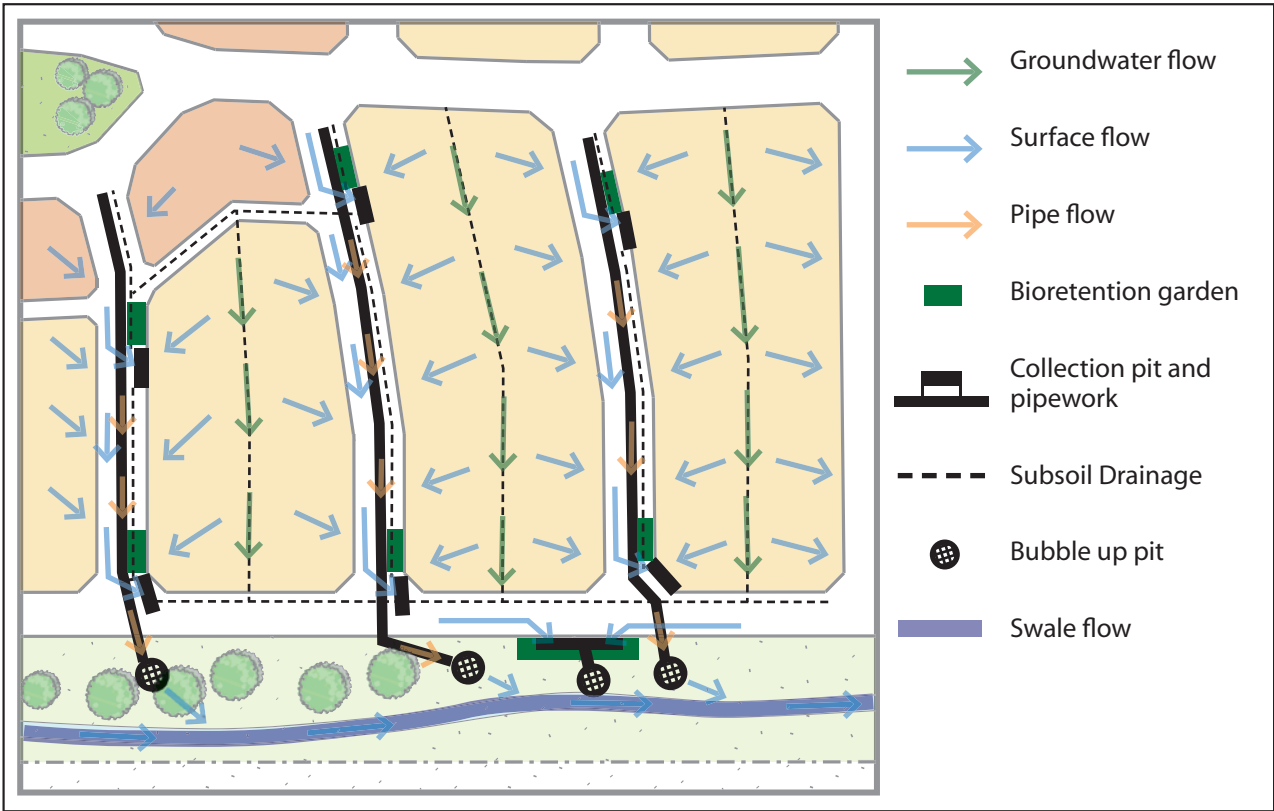 Groundwater flow
Surface flow
Pipe flow
Bioretention garden
Collection pit and
pipework
Subsoil Drainage
Bubble up pit
Swale flow